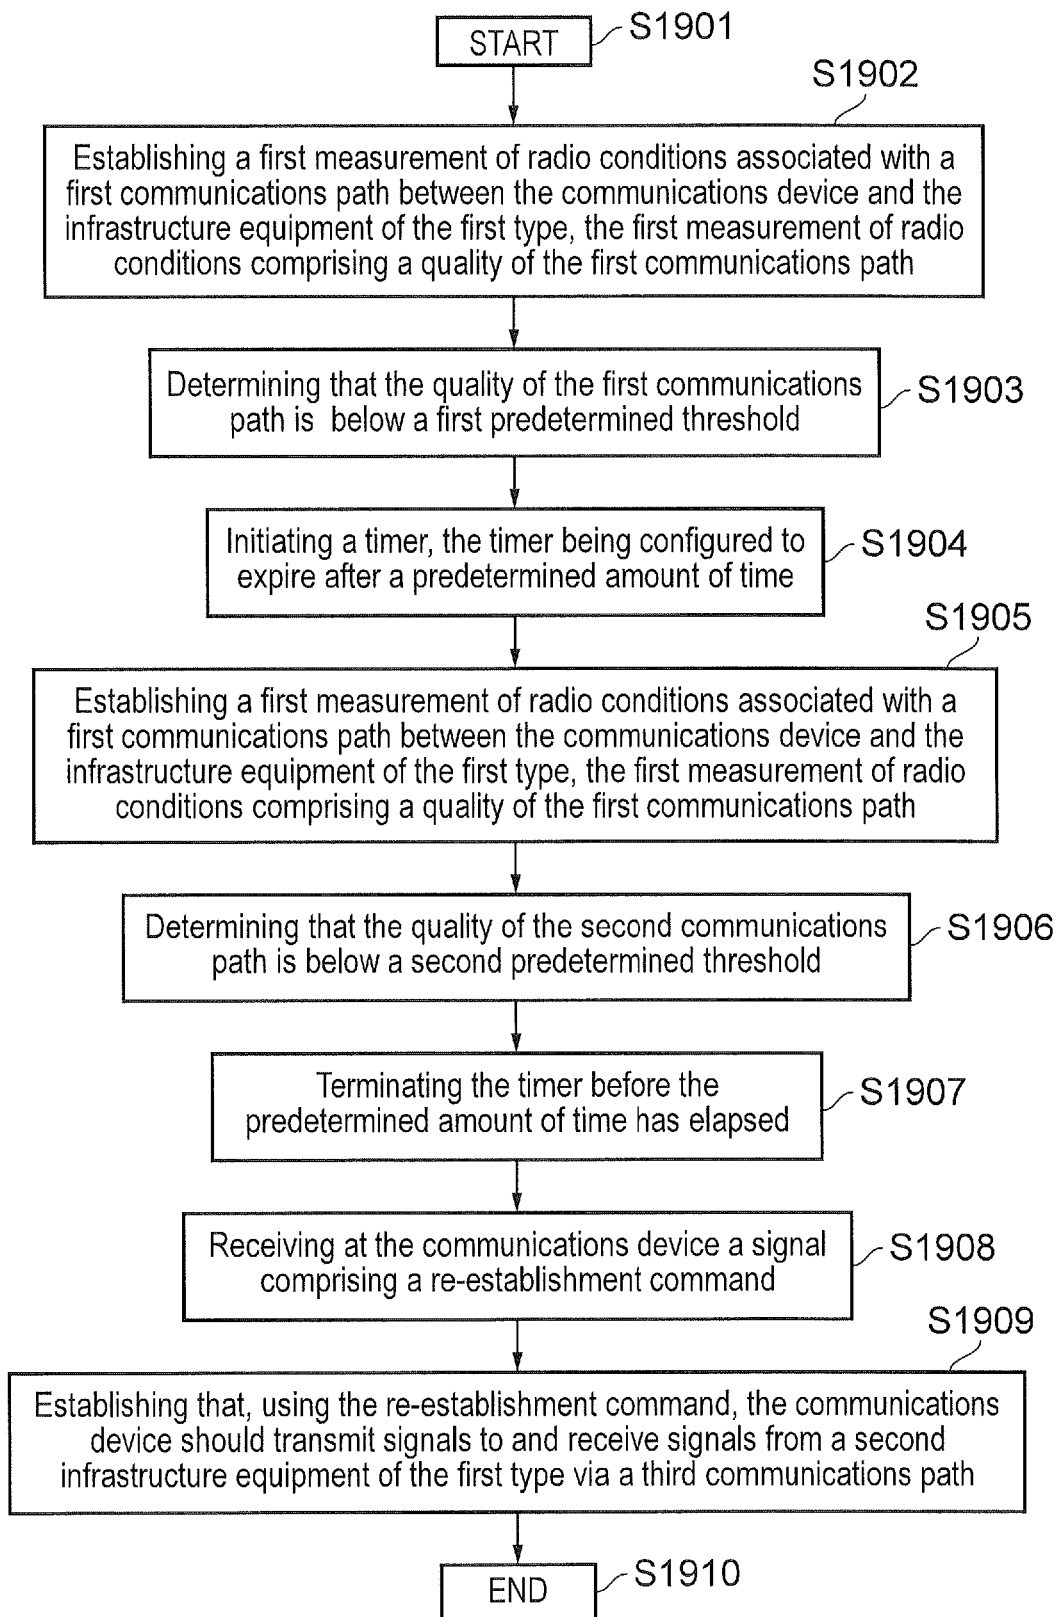 START
S1901
S1902
Establishing a first measurement of radio conditions associated with a
first communications path between the communications device and the
infrastructure equipment of the first type, the first measurement of radio
conditions comprising a quality of the first communications path
Determining that the quality of the first communications
path is below a first predetermined threshold
S1903
Initiating a timer, the timer being configured to
expire after a predetermined amount of time
S1904
S1905
Establishing a first measurement of radio conditions associated with a
first communications path between the communications device and the
infrastructure equipment of the first type, the first measurement of radio
conditions comprising a quality of the first communications path
Determining that the quality of the second communications
path is below a second predetermined threshold
S1906
Terminating the timer before the
predetermined amount of time has elapsed
S1907
Receiving at the communications device a signal
comprising a re-establishment command
S1908
S1909
Establishing that, using the re-establishment command, the communications
device should transmit signals to and receive signals from a second
infrastructure equipment of the first type via a third communications path
END
S1910